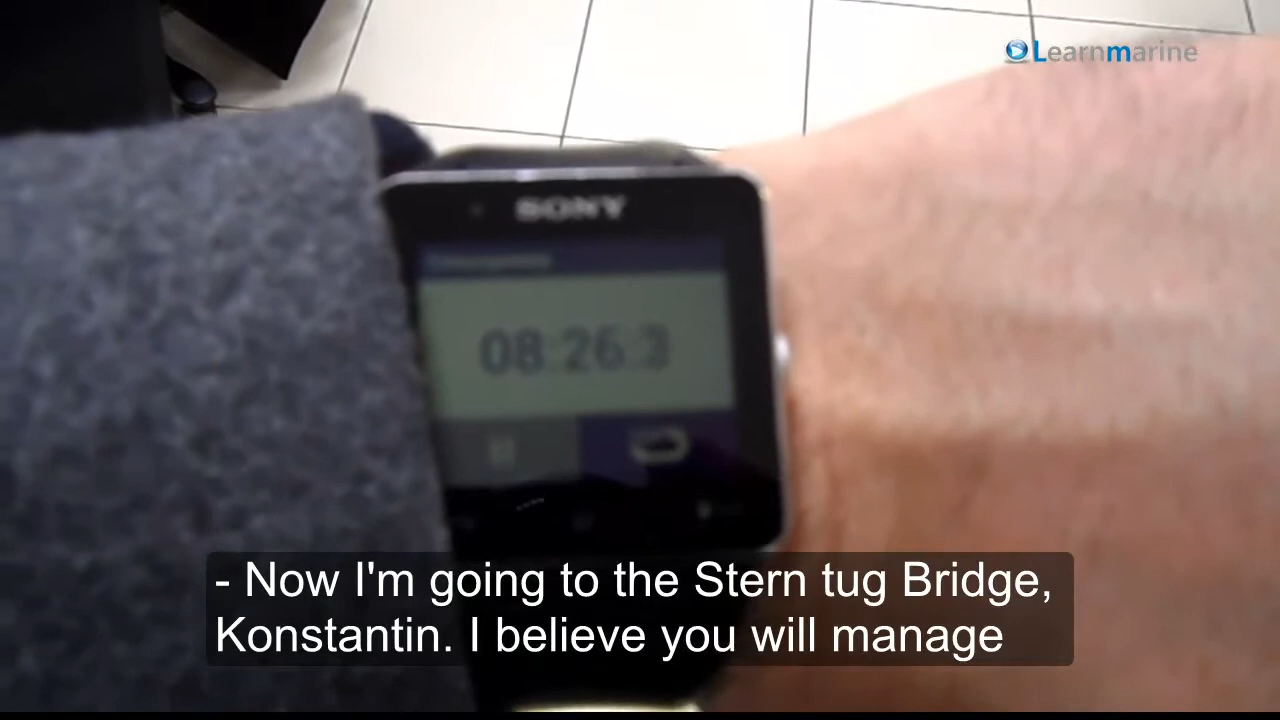 Learnmarine
SONY
08:26:3
- Now I'm going to the Stern tug Bridge,
Konstantin. I believe you will manage